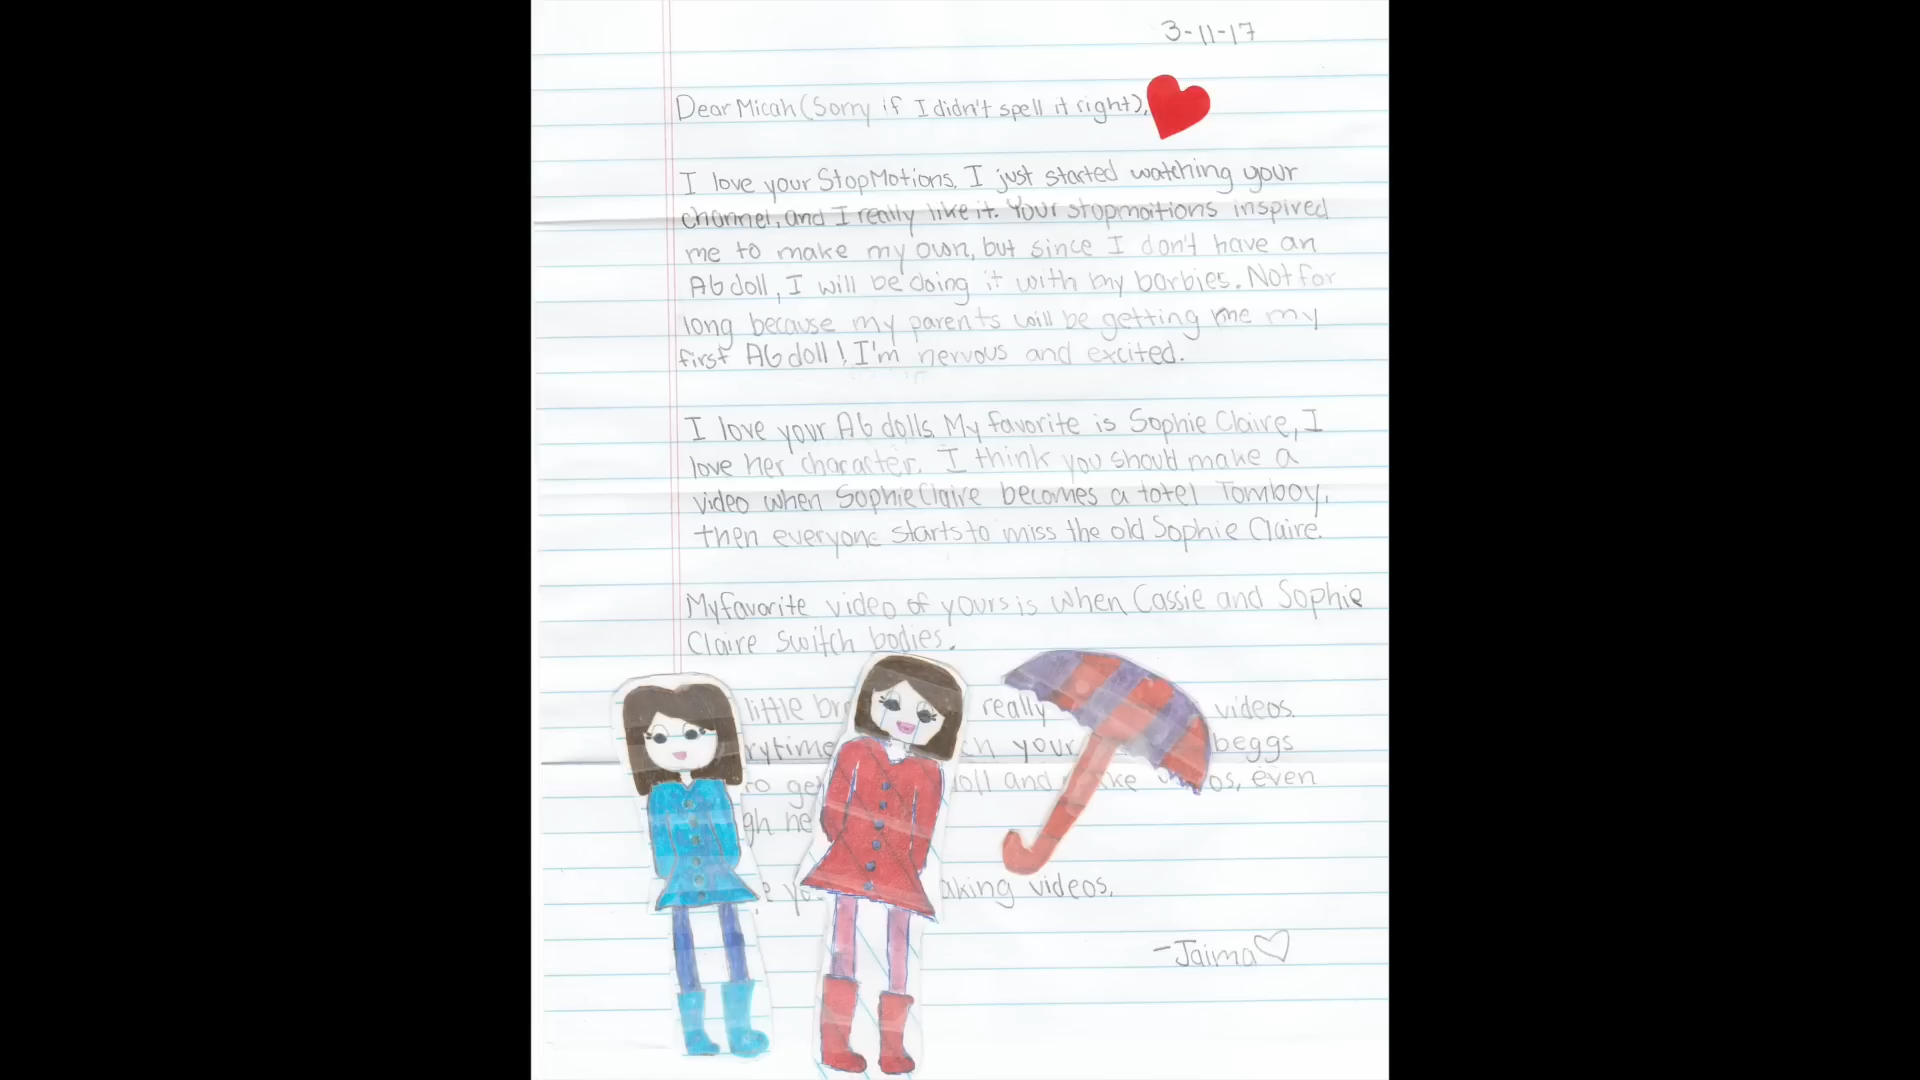 3-11-17
Dear Micah (Sorry if I didn't spell it right),
I love your StopMotions. I just started watching your
channel, and I really like it. Your stopmoitions inspired
me to make my own, but since I don't have an
AG doll, I will be doing it with my barbies. Not for
long because my parents will be getting me my
first AG doll! I'm nervous and excited.
I love your AG dolls. My favorite is Sophie Claire, I
love her character. I think you should make a
video when Sophie Claire becomes a totel Tomboy,
then everyone starts to miss the old Sophie Claire.
My favorite video of yours is when Cassie and Sophie
Claire switch bodies.
little really videos.
your beggs
doll and even
making videos.
-Jaima♡